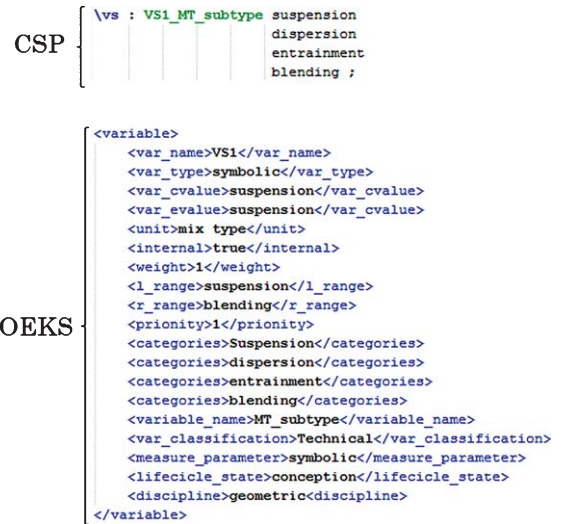 CSP
\vs : VS1_MT_subtype suspension
dispersion
entrainment
blending ;
OEKS
<variable>
<var_name>VS1</var_name>
<var_type>symbolic</var_type>
<var_cvalue>suspension</var_cvalue>
<var_evalue>suspension</var_cvalue>
<unit>mix type</unit>
<internal>true</internal>
<weight>1</weight>
<l_range>suspension</l_range>
<r_range>blending</r_range>
<prionity>1</prionity>
<categories>Suspension</categories>
<categories>dispersion</categories>
<categories>entrainment</categories>
<categories>blending</categories>
<variable_name>MT_subtype</variable_name>
<var_classification>Technical</var_classification>
<measure_parameter>symbolic</measure_parameter>
<lifecicle_state>conception</lifecicle_state>
<discipline>geometric<discipline>
</variable>